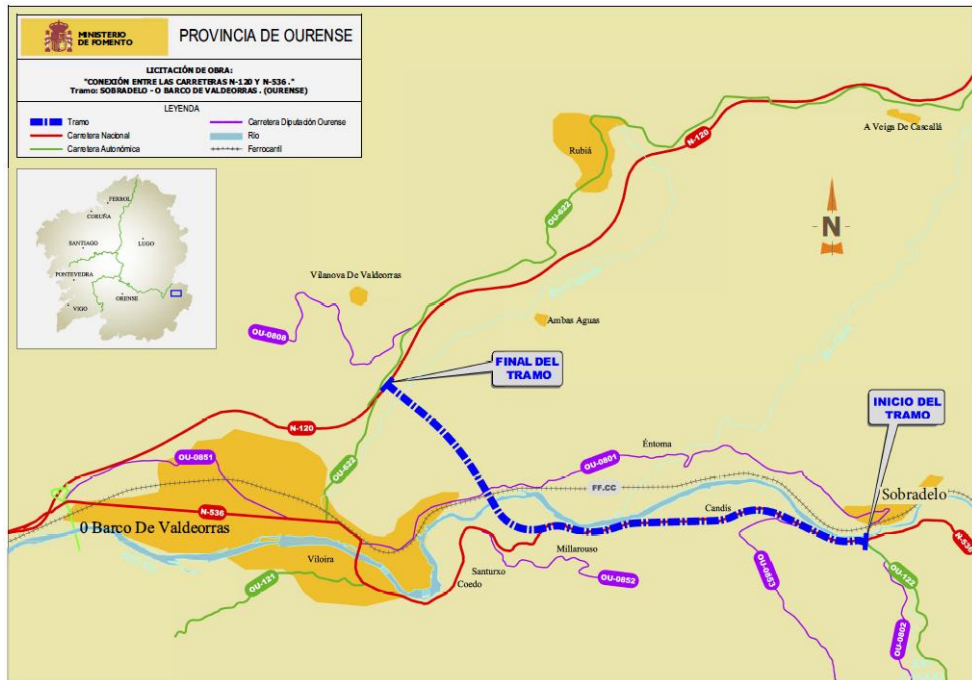 MINISTERIO
DE FOMENTO
PROVINCIA DE OURENSE
LICITACIÓN DE OBRA:
"CONEXIÓN ENTRE LAS CARRETERAS N-120 Y N-536 ."
Tramo: SOBRADELO - O BARCO DE VALDEORRAS . (OURENSE)
LEYENDA
Tramo
Carretera Nacional
Carretera Autonómica
Carretera Diputación Ourense
Río
Ferrocarril
FERROL
CORUÑA
SANTIAGO
LUGO
PONTEVEDRA
ORENSE
VIGO
A Veiga De Cascallá
N-120
Rubiá
OU-622
N
Vilanova De Valdeorras
Ambas Aguas
OU-0808
FINAL DEL
TRAMO
INICIO DEL
TRAMO
N-120
OU-0851
OU-622
Éntoma
OU-0801
FF.CC
Sobradelo
N-536
0 Barco De Valdeorras
Candis
N-536
Viloira
Millarouso
Santurxo
Coedo
OU-121
OU-0852
OU-0853
OU-122
OU-0802